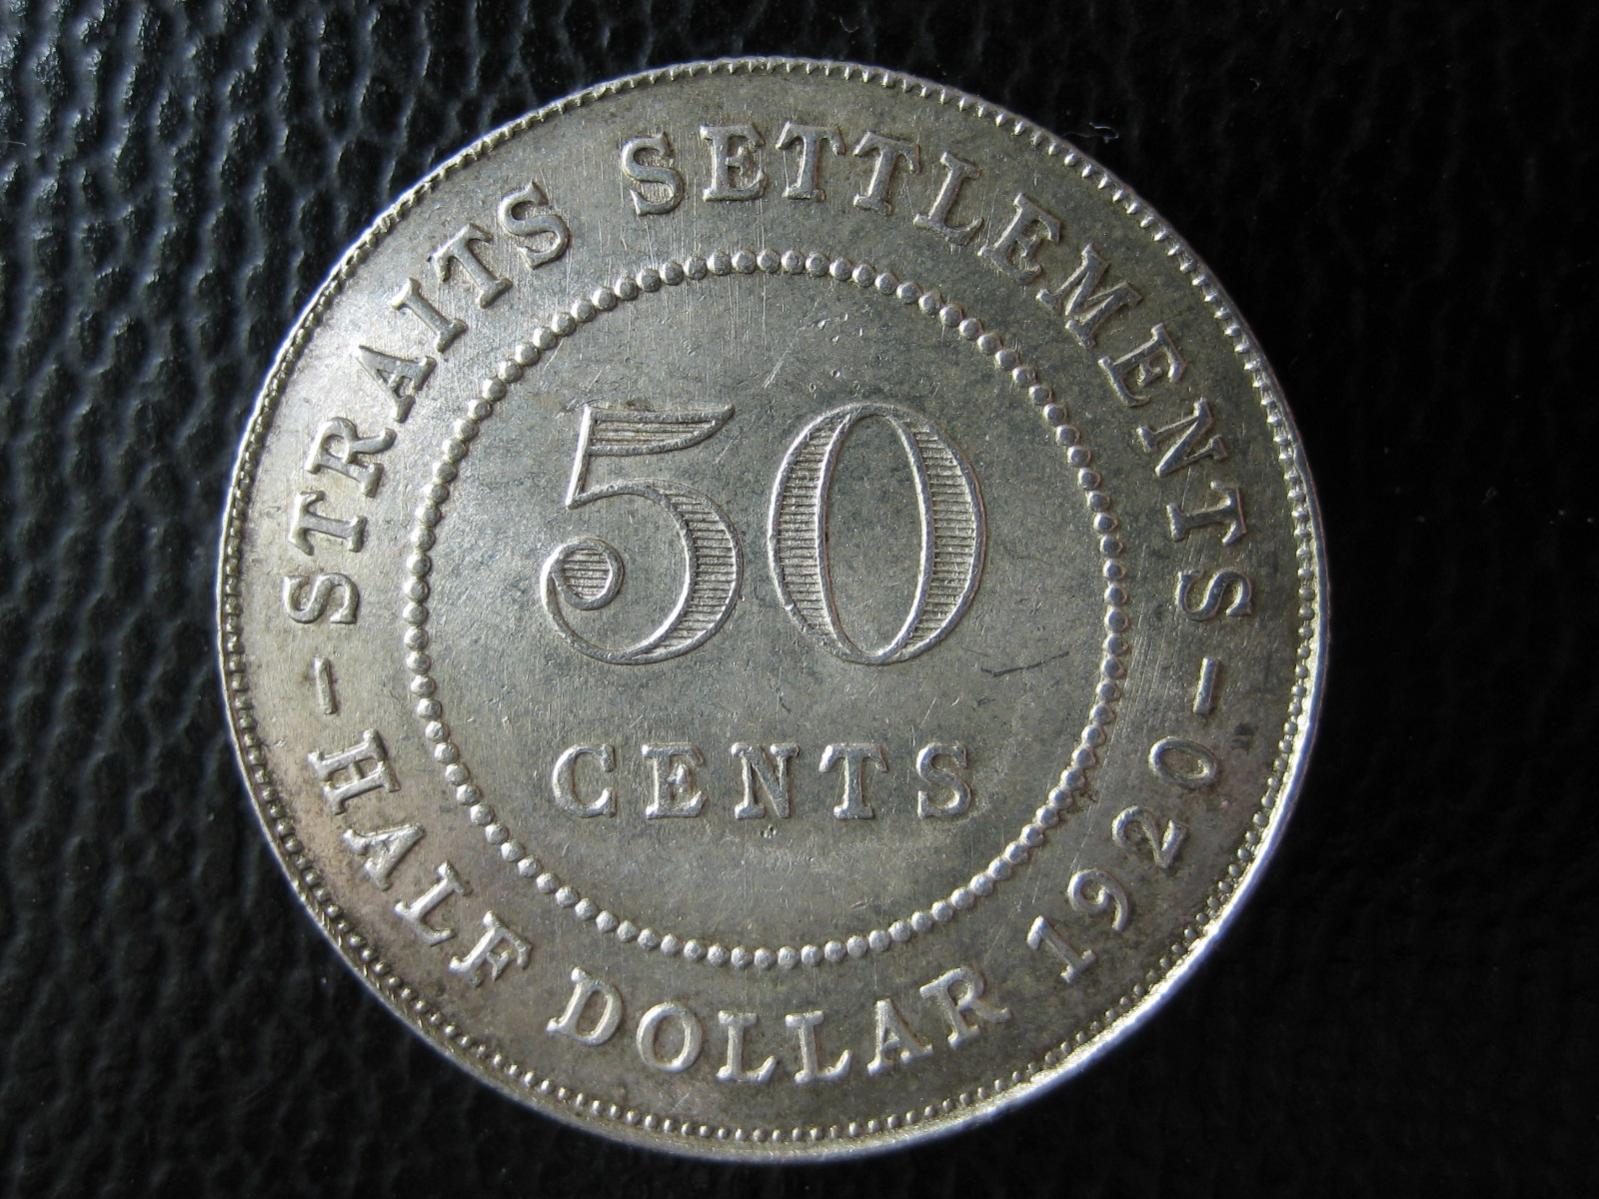 STRAITS SETTLEMENTS
50
CENTS
– HALF DOLLAR 1920 –